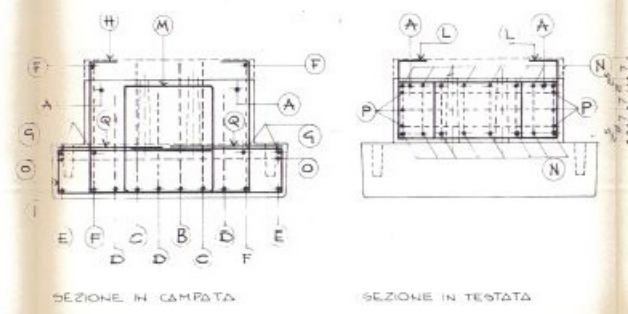 H M A L L A
F F N
A A P P
G Q Q G
O O N
I
E F C B D E
D D C F
SEZIONE IN CAMPATA SEZIONE IN TESTATA